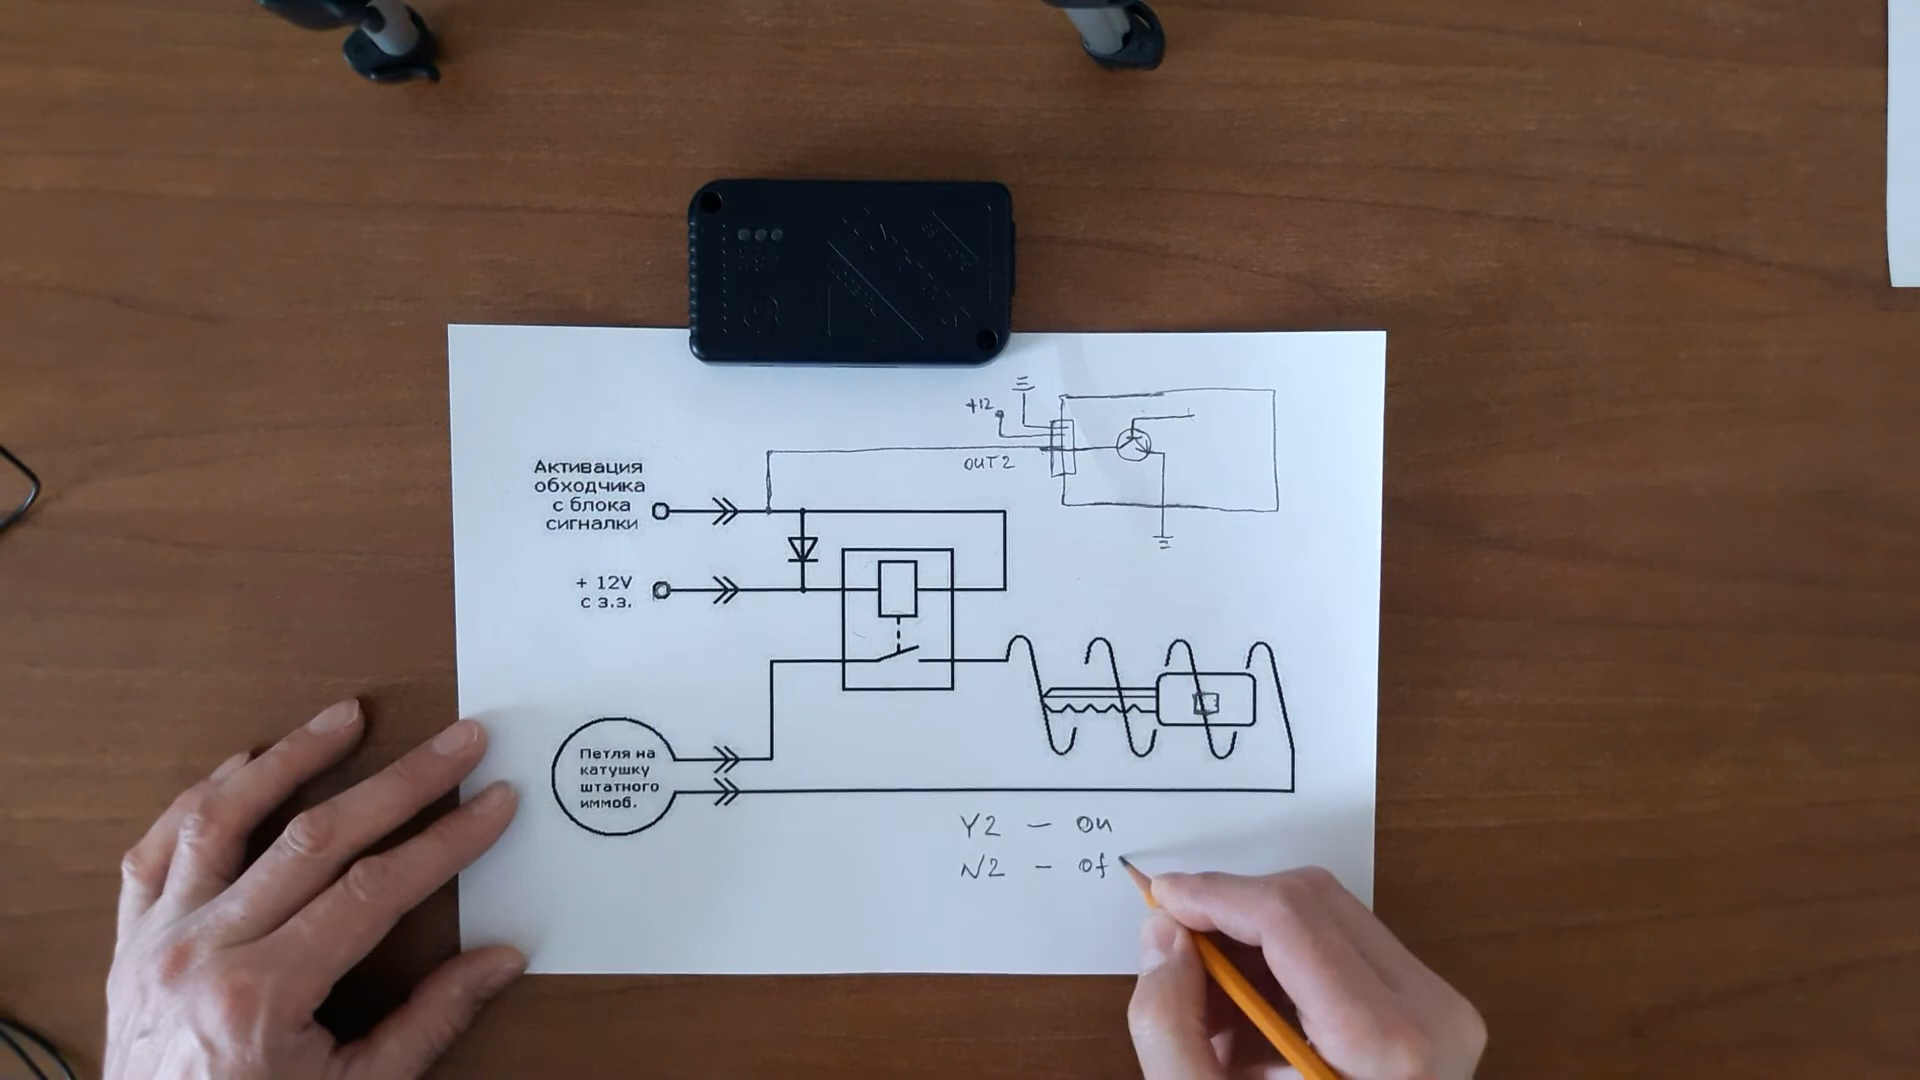 +12
OUT2
Активация
обходчика
с блока
сигналки
+ 12V
с з.з.
Петля на
катушку
штатного
иммоб.
Y2 - on
N2 - of